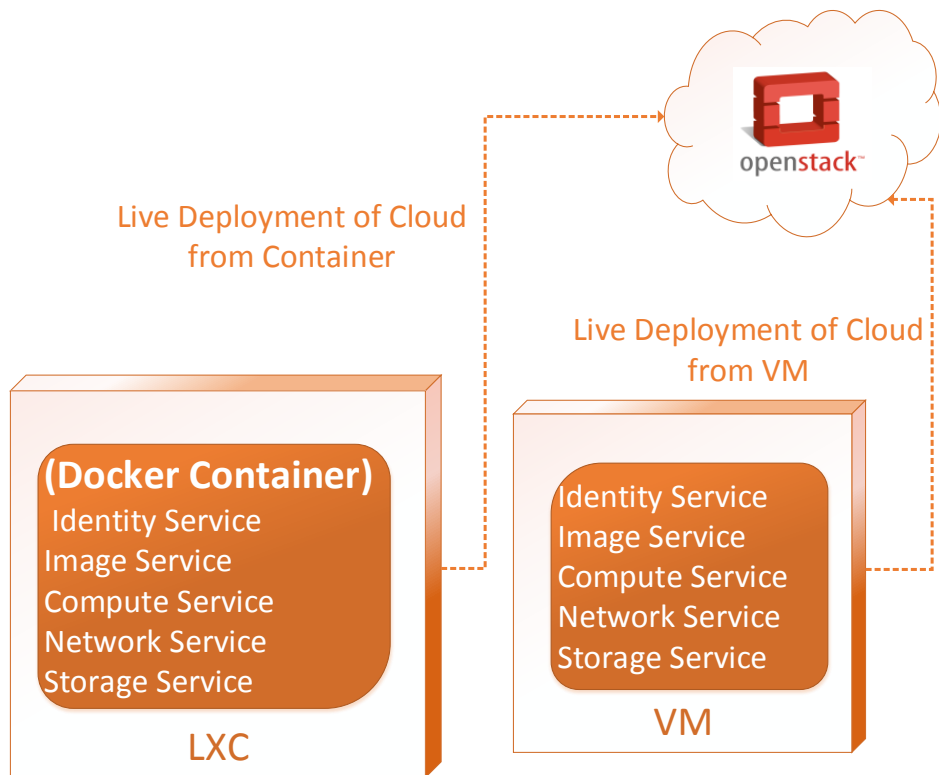 openstack™
Live Deployment of Cloud
from Container
Live Deployment of Cloud
from VM
(Docker Container)
Identity Service
Image Service
Compute Service
Network Service
Storage Service
LXC
Identity Service
Image Service
Compute Service
Network Service
Storage Service
VM